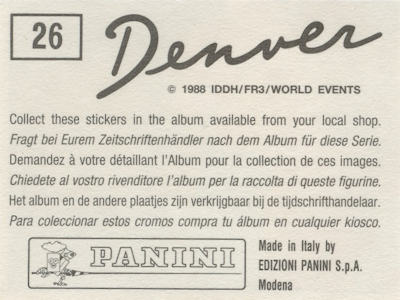 26
Denver
© 1988 IDDH/FR3/WORLD EVENTS
Collect these stickers in the album available from your local shop.
Fragt bei Eurem Zeitschriftenhändler nach dem Album für diese Serie.
Demandez à votre détaillant l'Album pour la collection de ces images.
Chiedete al vostro rivenditore l'album per la raccolta di queste figurine.
Het album en de andere plaatjes zijn verkrijgbaar bij de tijdschrifthandelaar.
Para coleccionar estos cromos compra tu álbum en cualquier kiosco.
PANINI
Made in Italy by
EDIZIONI PANINI S.p.A.
Modena